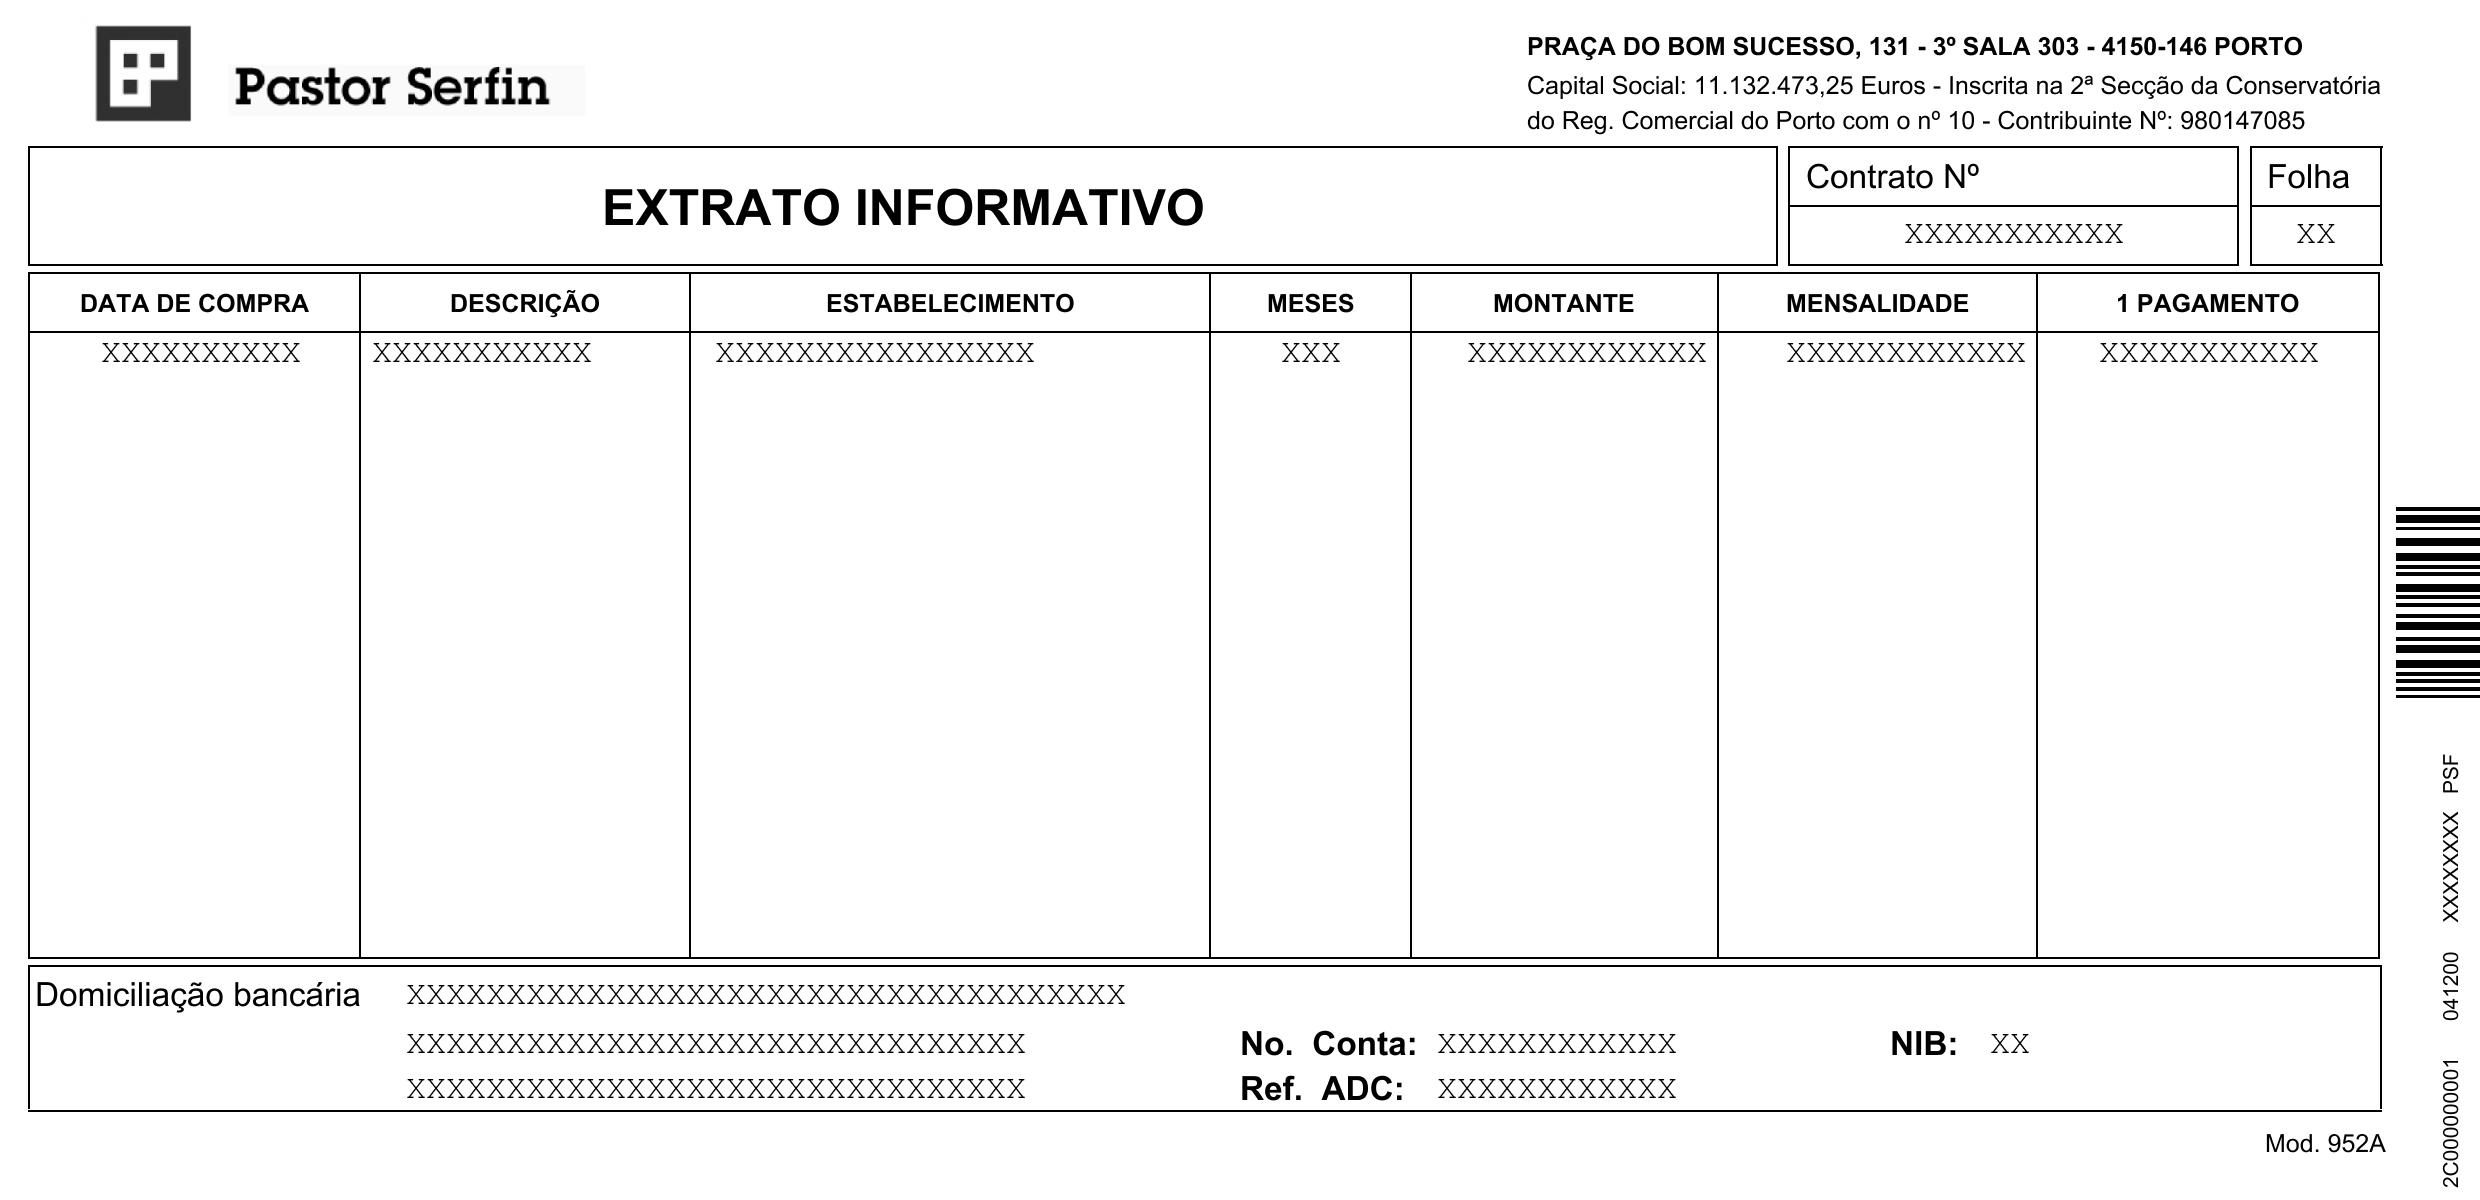 Pastor Serfin
PRAÇA DO BOM SUCESSO, 131 - 3º SALA 303 - 4150-146 PORTO
Capital Social: 11.132.473,25 Euros - Inscrita na 2ª Secção da Conservatória
do Reg. Comercial do Porto com o nº 10 - Contribuinte Nº: 980147085
EXTRATO INFORMATIVO
Contrato Nº
Folha
XXXXXXXXXXX
XX
DATA DE COMPRA DESCRIÇÃO ESTABELECIMENTO MESES MONTANTE MENSALIDADE 1 PAGAMENTO
XXXXXXXXXX XXXXXXXXXXX XXXXXXXXXXXXXXXX XXX XXXXXXXXXXXX XXXXXXXXXXXX XXXXXXXXXXX
Domiciliação bancária XXXXXXXXXXXXXXXXXXXXXXXXXXXXXXXXXXXX
XXXXXXXXXXXXXXXXXXXXXXXXXXXXXXX No. Conta: XXXXXXXXXXXX NIB: XX
XXXXXXXXXXXXXXXXXXXXXXXXXXXXXXX Ref. ADC: XXXXXXXXXXXX
Mod. 952A
2C000000001 041200 XXXXXXXX PSF